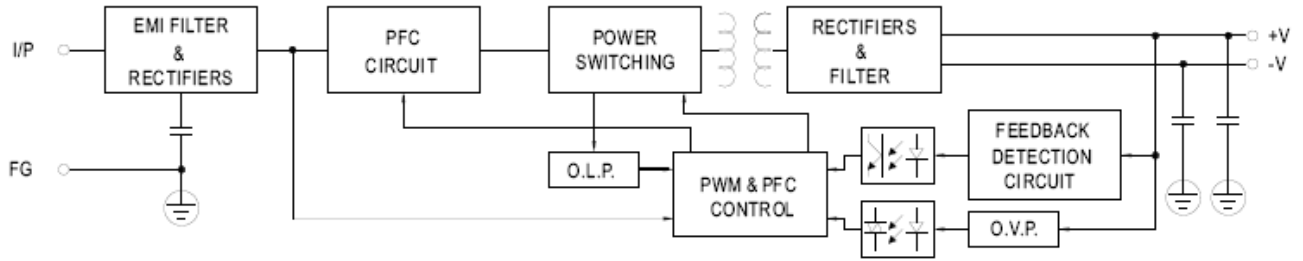 I/P
EMI FILTER
&
RECTIFIERS
PFC
CIRCUIT
POWER
SWITCHING
RECTIFIERS
&
FILTER
+V
-V
FG
O.L.P.
PWM & PFC
CONTROL
FEEDBACK
DETECTION
CIRCUIT
O.V.P.